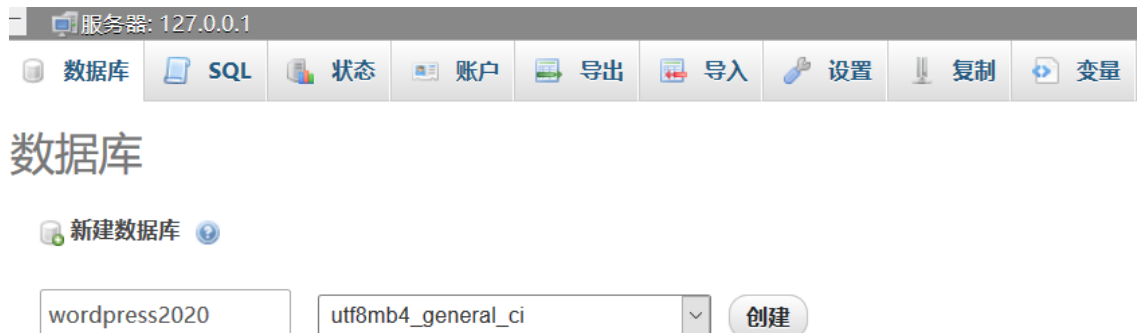 服务器: 127.0.0.1
数据库 SQL 状态 账户 导出 导入 设置 复制 变量
数据库
新建数据库
wordpress2020 utf8mb4_general_ci 创建